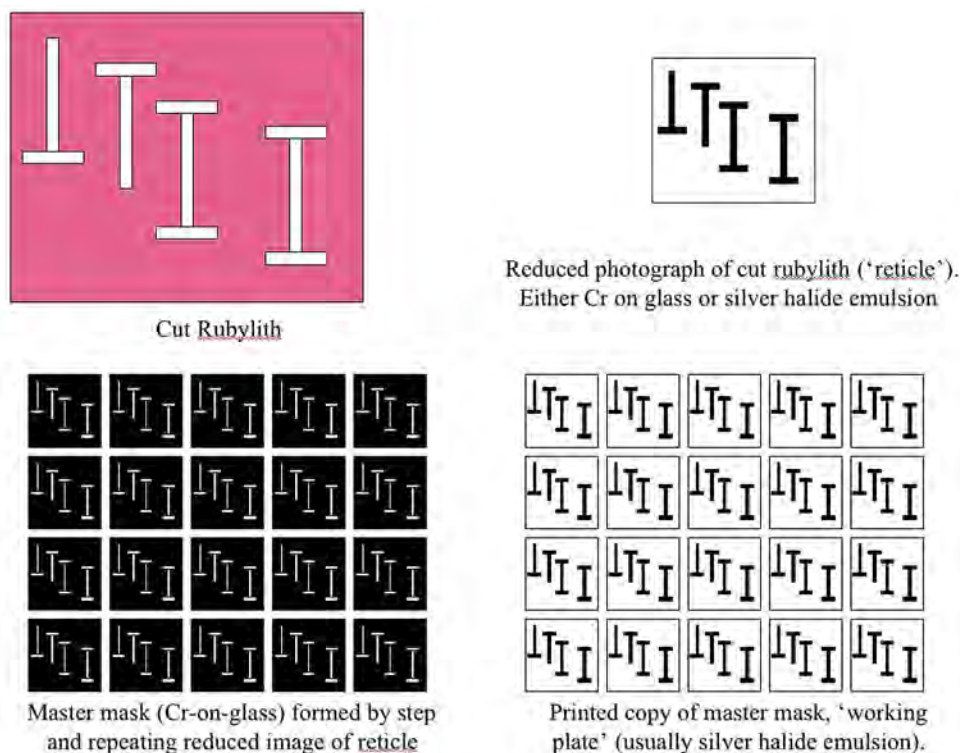 Cut Rubylith
Reduced photograph of cut rubylith (‘reticle’).
Either Cr on glass or silver halide emulsion
Master mask (Cr-on-glass) formed by step
and repeating reduced image of reticle
Printed copy of master mask, ‘working
plate’ (usually silver halide emulsion).